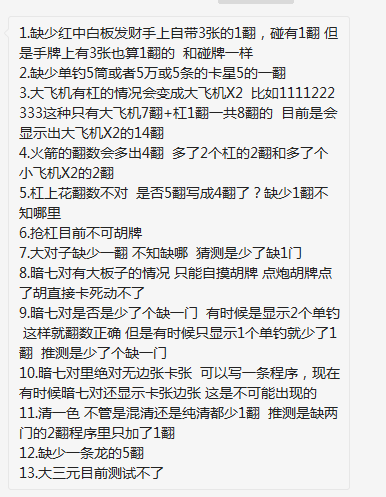 1.缺少红中白板发财手上自带3张的1翻，碰有1翻 但
是手牌上有3张也算1翻的  和碰牌一样
2.缺少单钓5筒或者5万或5条的卡星5的一翻
3.大飞机有杠的情况会变成大飞机X2  比如1111222
333这种只有大飞机7翻+杠1翻一共8翻的  目前是会
显示出大飞机X2的14翻
4.火箭的翻数会多出4翻  多了2个杠的2翻和多了个
小飞机X2的2翻
5.杠上花翻数不对  是否5翻写成4翻了？缺少1翻不
知哪里
6.抢杠目前不可胡牌
7.大对子缺少一翻 不知缺哪  猜测是少了缺1门
8.暗七对有大板子的情况 只能自摸胡牌 点炮胡牌点
了胡直接卡死动不了
9.暗七对是否是少了个缺一门  有时候是显示2个单钓
 这样就翻数正确 但是有时候只显示1个单钓就少了1
翻  推测是少了个缺一门
10.暗七对里绝对无边张卡张  可以写一条程序，现在
有时候暗七对还显示卡张边张 这是不可能出现的
11.清一色 不管是混清还是纯清都少1翻  推测是缺两
门的2翻程序里只加了1翻
12.缺少一条龙的5翻
13.大三元目前测试不了